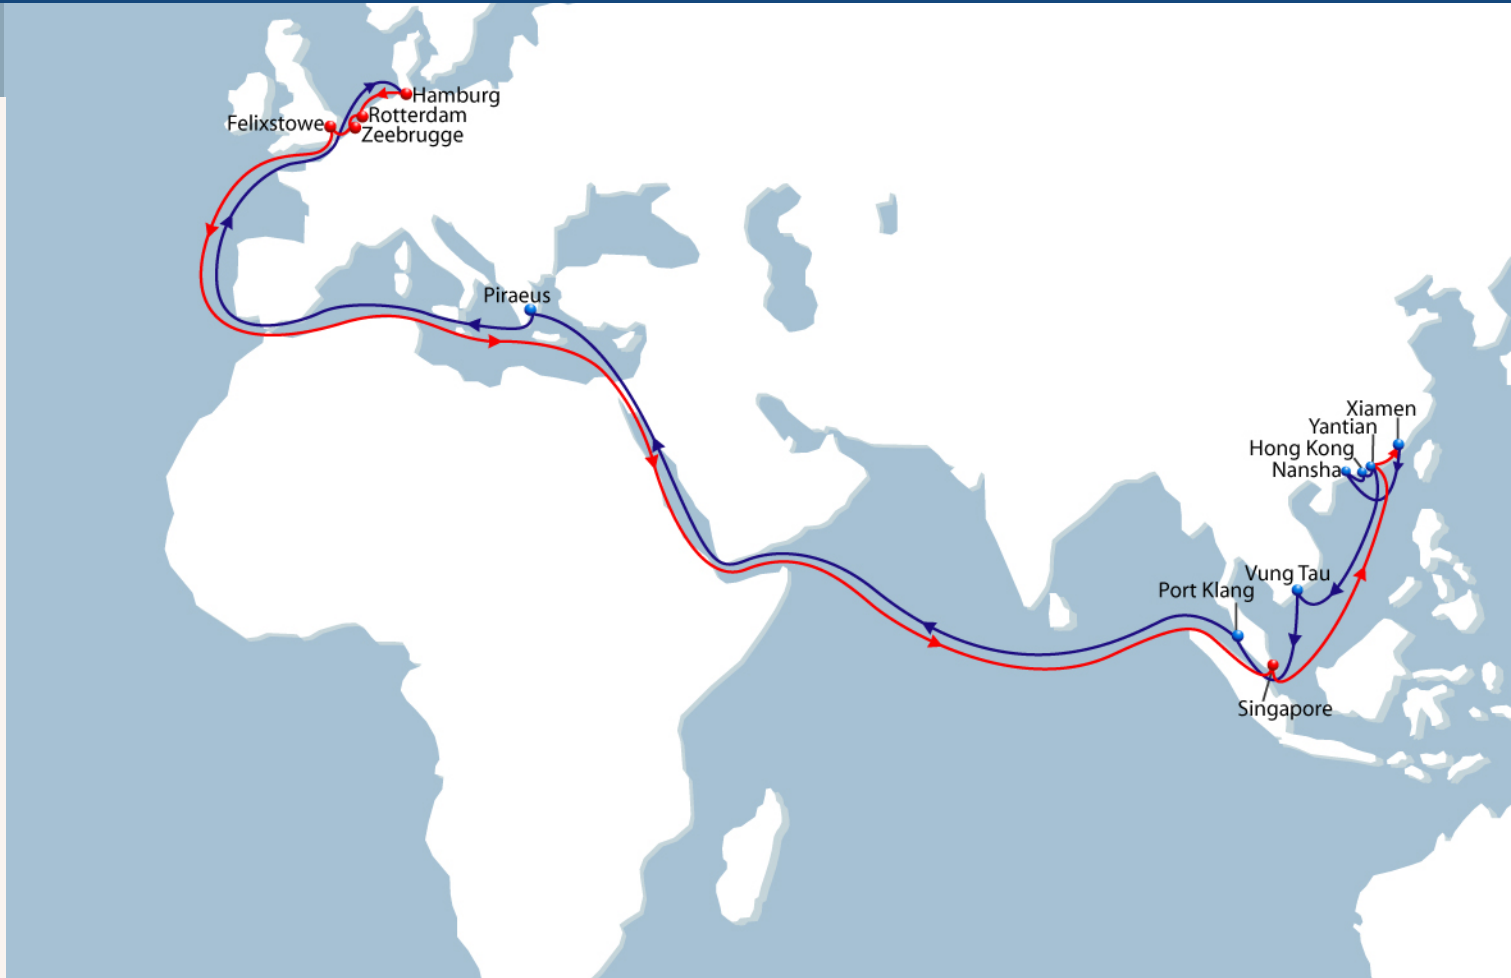 Hamburg
Rotterdam
Felixstowe
Zeebrugge
Piraeus
Xiamen
Yantian
Hong Kong
Nansha
Vung Tau
Port Klang
Singapore